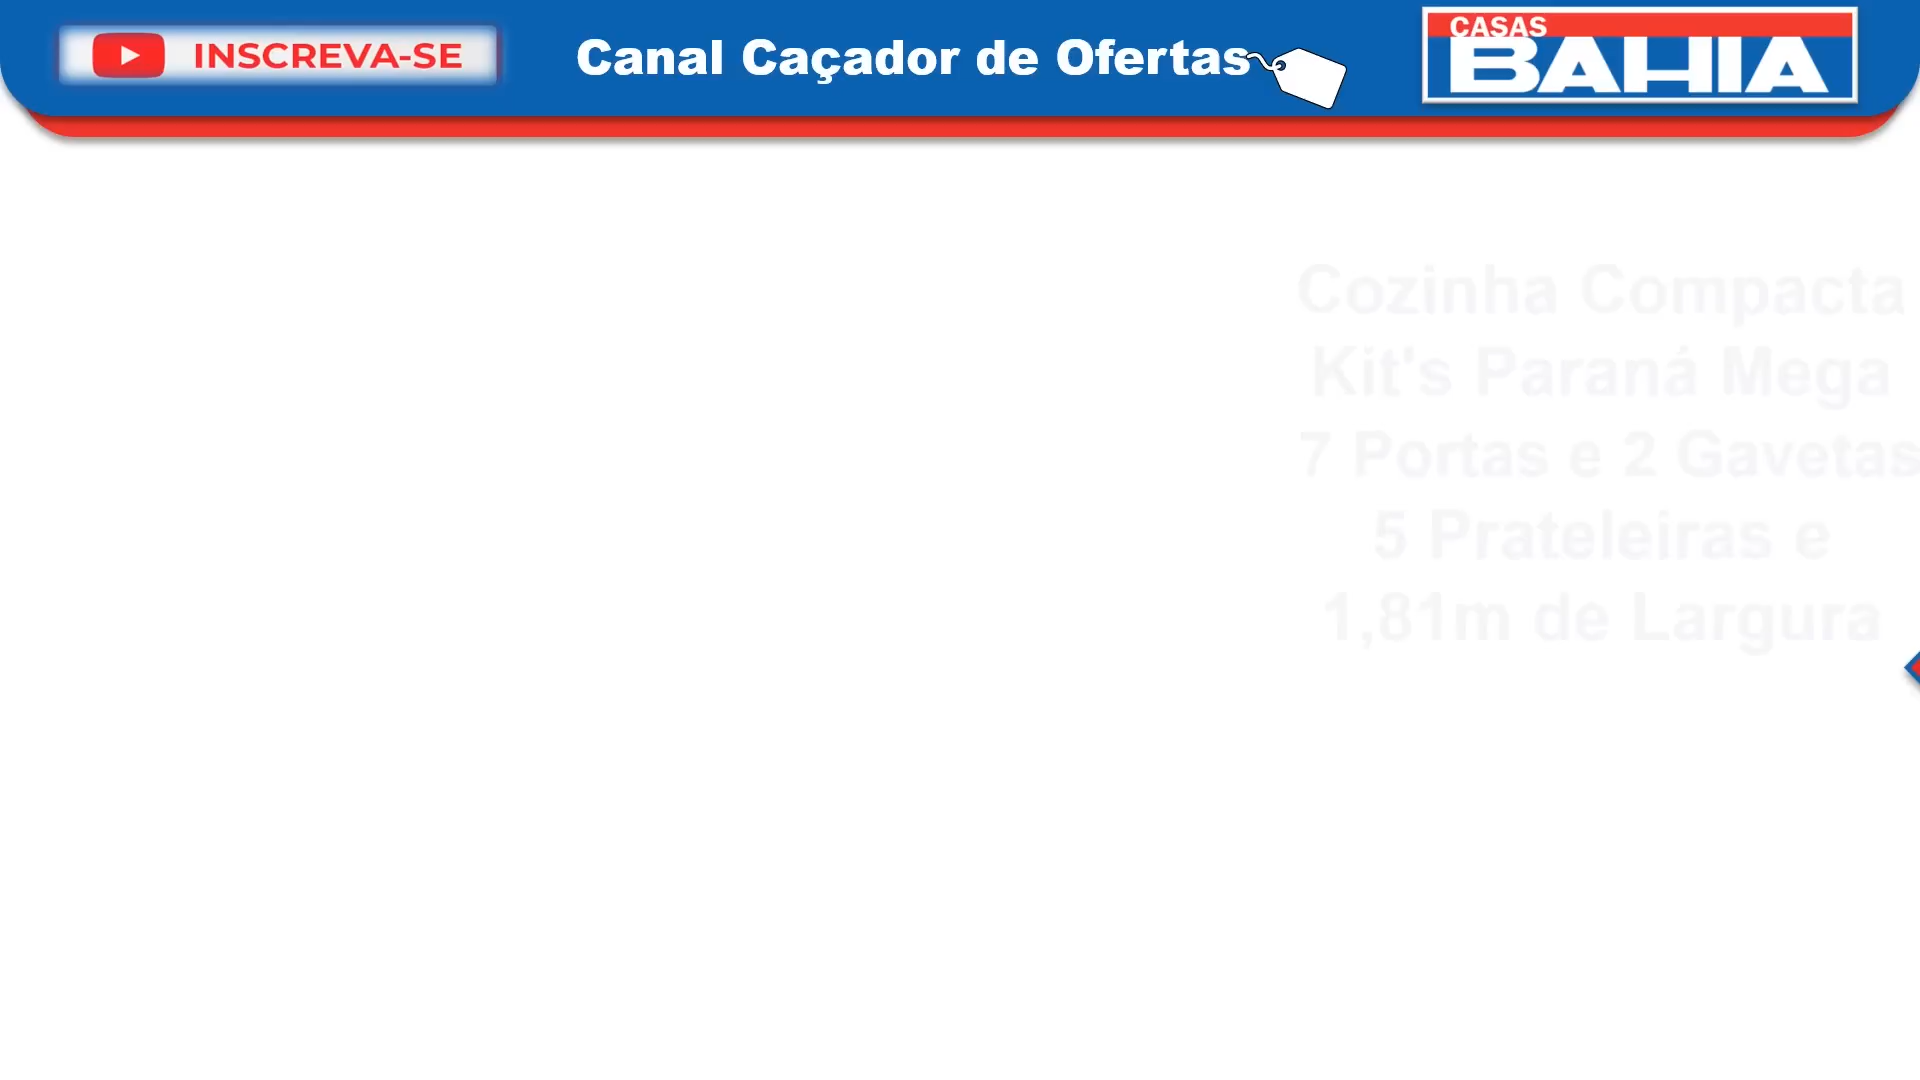 INSCREVA-SE
Canal Caçador de Ofertas
CASAS
BAHIA
Cozinha Compacta
Kit's Paraná Mega
7 Portas e 2 Gavetas
5 Prateleiras e
1,81m de Largura